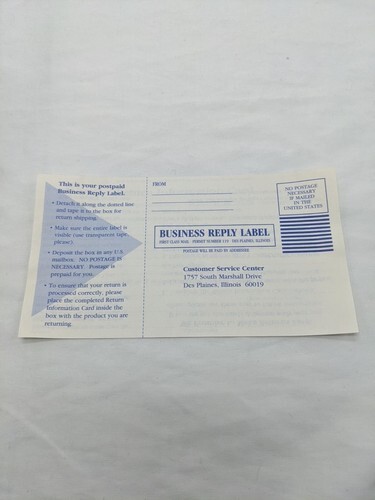 This is your postpaid
Business Reply Label.
• Detach it along the dotted line
and tape it to the box for
return shipping.
• Make sure the entire label is
visible (use transparent tape,
please).
• Deposit the box in any U.S.
mailbox. NO POSTAGE IS
NECESSARY. Postage is
prepaid for you.
• To ensure that your return is
processed correctly, please
place the completed Return
Information Card inside the
box with the product you are
returning.
FROM
NO POSTAGE
NECESSARY
IF MAILED
IN THE
UNITED STATES
BUSINESS REPLY LABEL
FIRST CLASS MAIL PERMIT NUMBER DES PLAINES, ILLINOIS
POSTAGE WILL BE PAID BY ADDRESSEE
Customer Service Center
1757 South Marshall Drive
Des Plaines, Illinois 60019